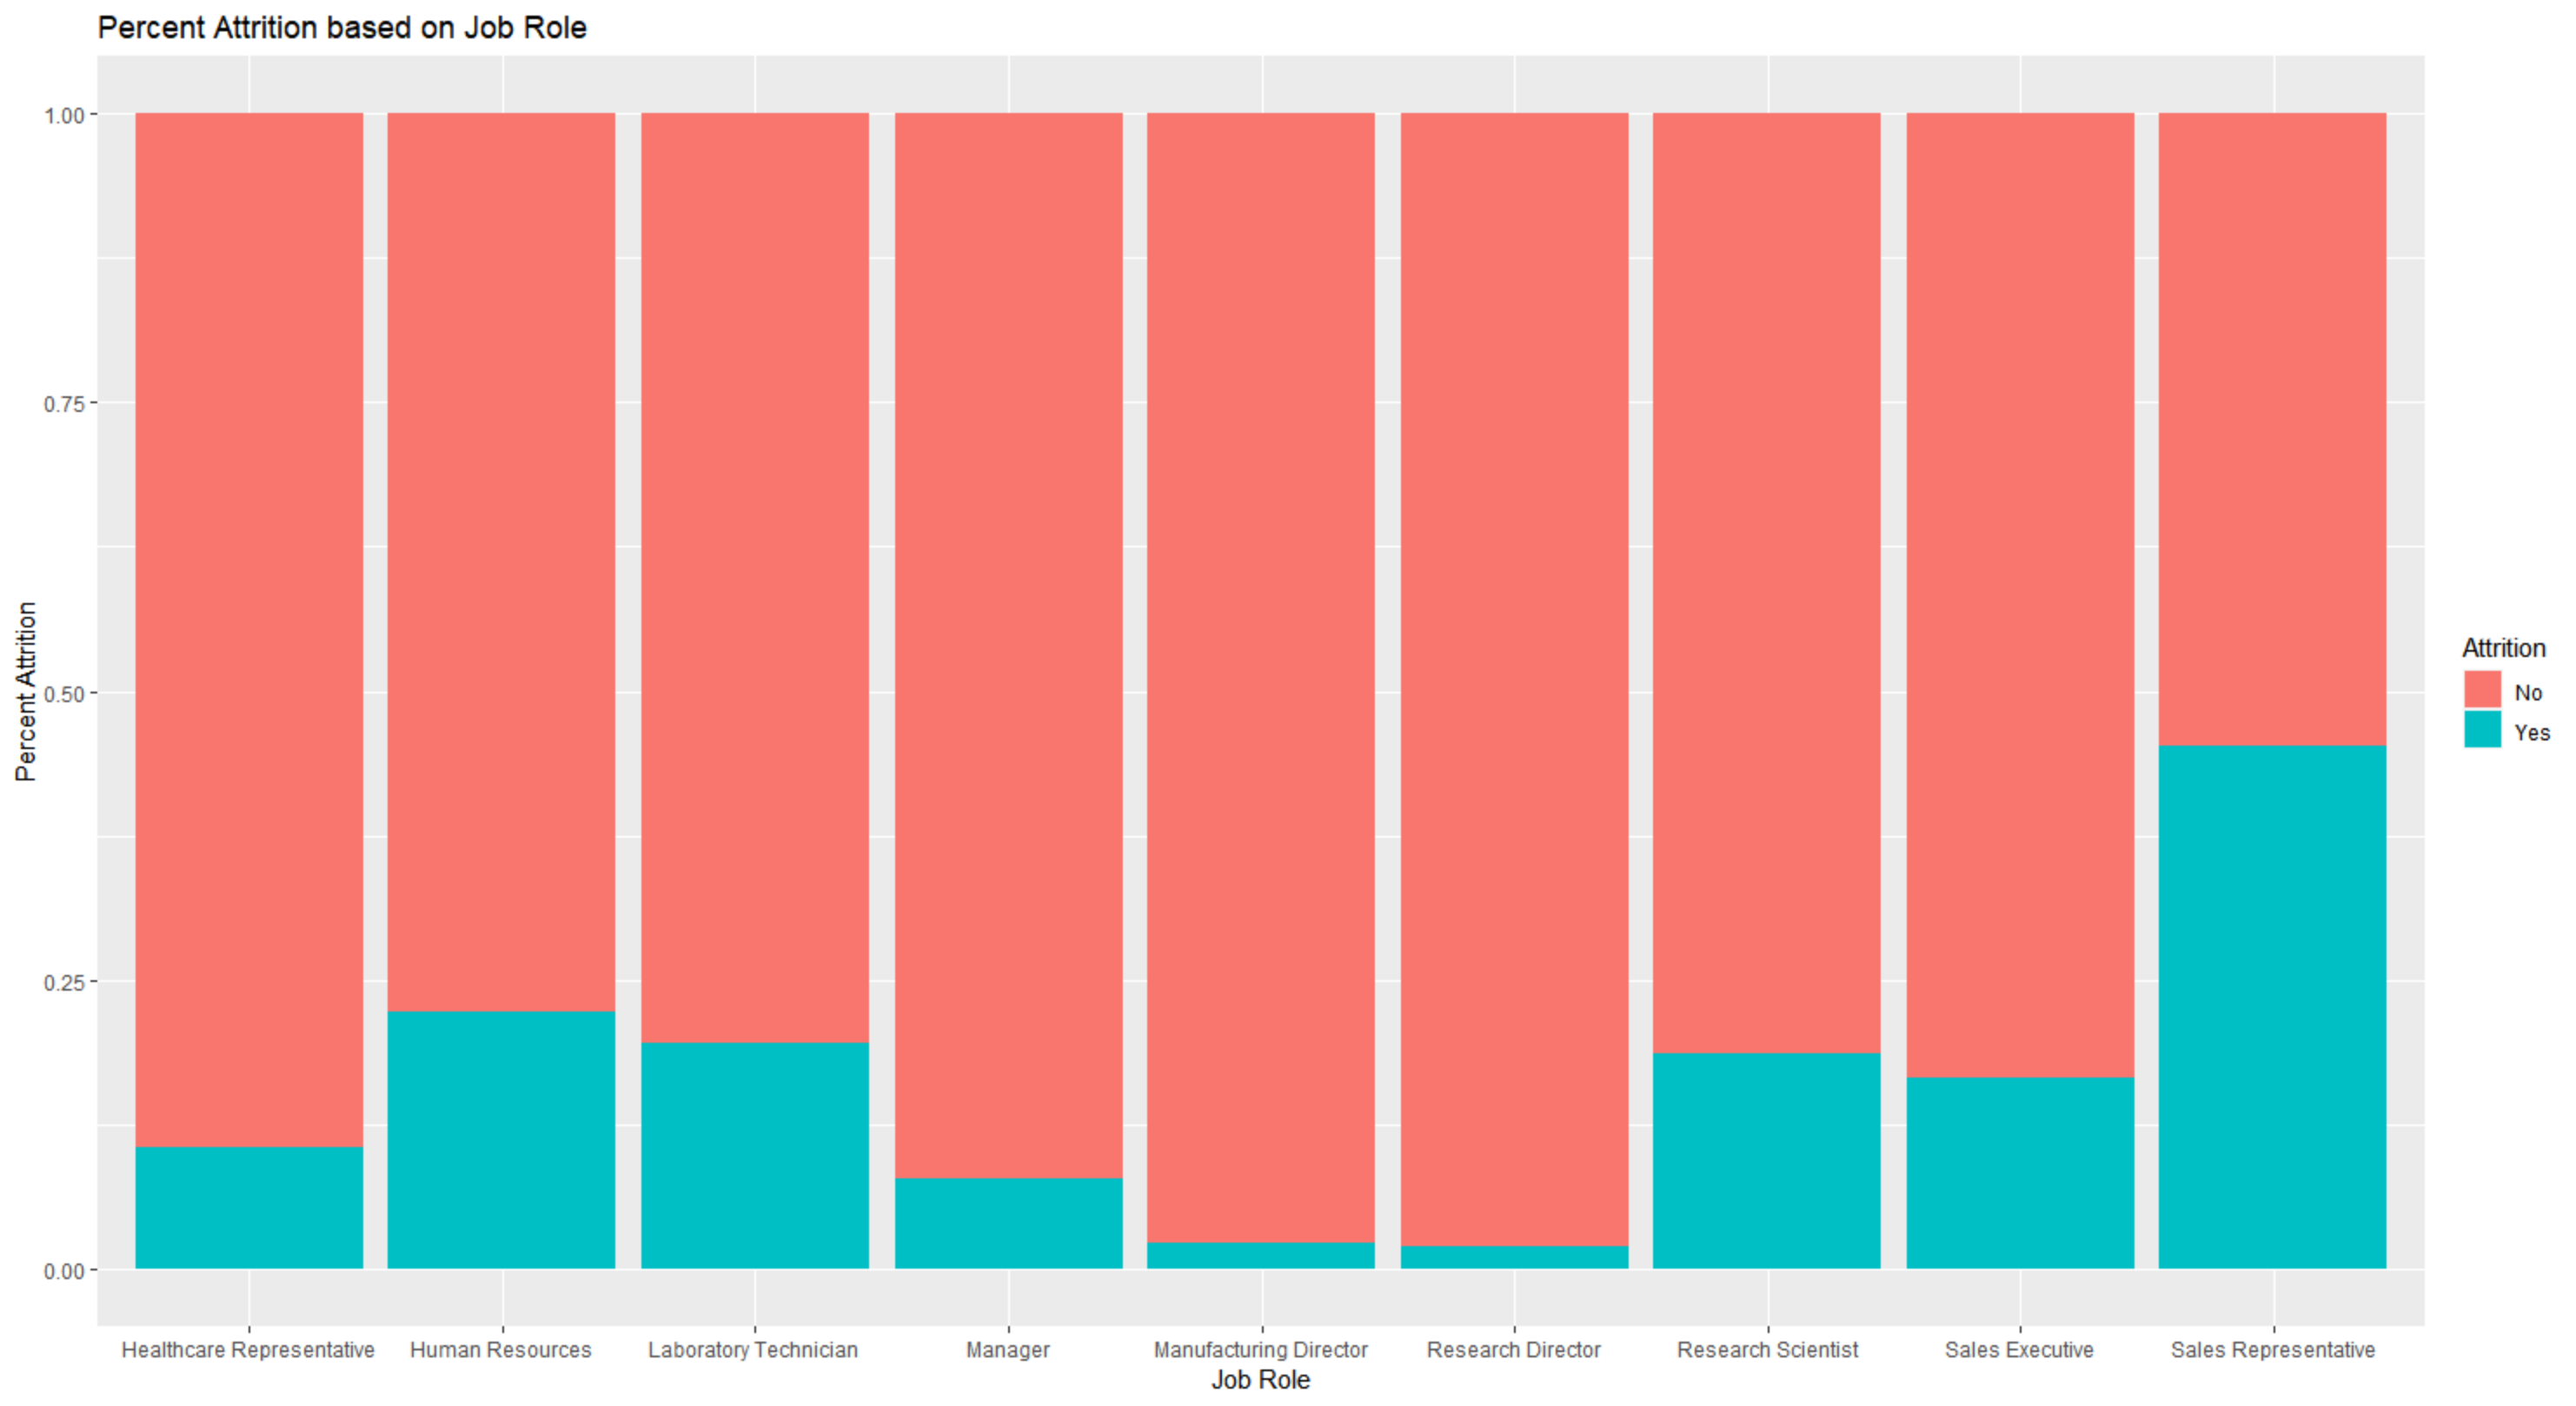 Percent Attrition based on Job Role
Percent Attrition
1.00
0.75
0.50
0.25
0.00
Healthcare Representative Human Resources Laboratory Technician Manager Manufacturing Director Research Director Research Scientist Sales Executive Sales Representative
Job Role
Attrition
No
Yes